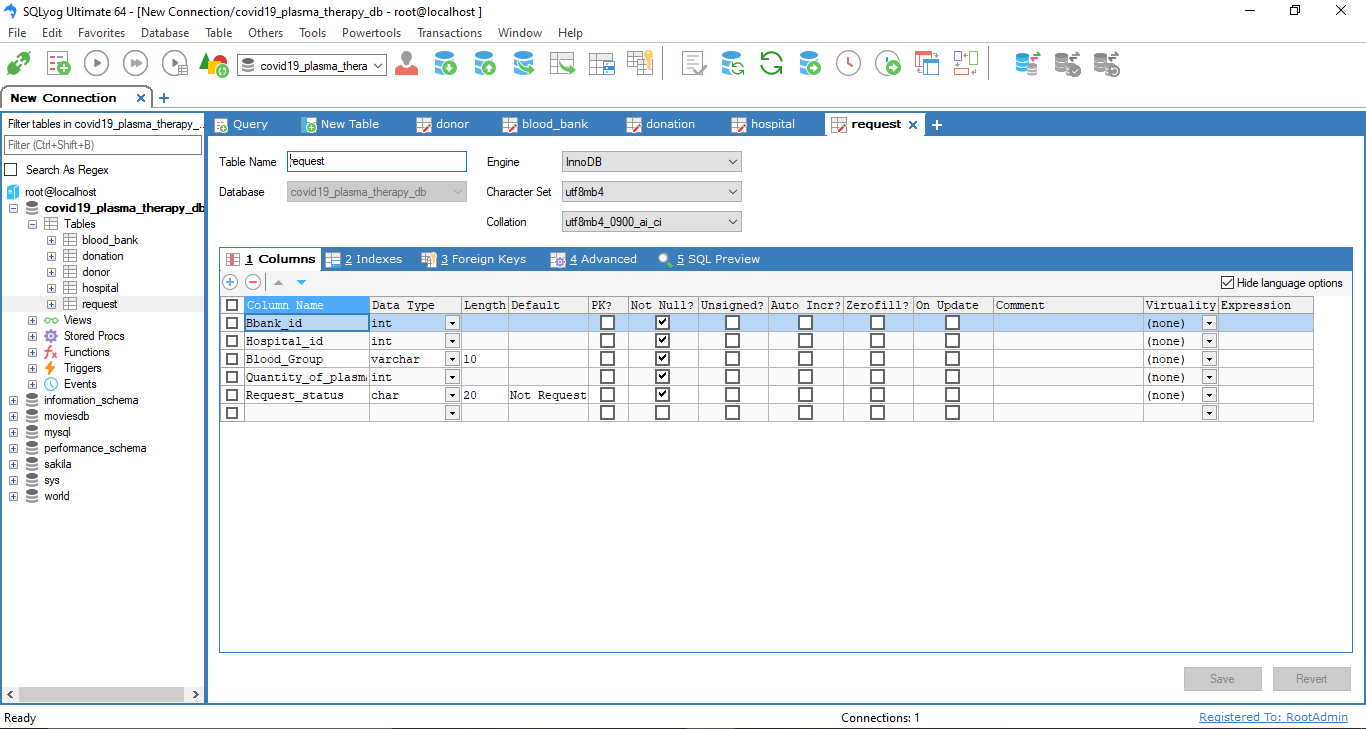 SQLyog Ultimate 64 - [New Connection/covid19_plasma_therapy_db - root@localhost ]
File Edit Favorites Database Table Others Tools Powertools Transactions Window Help
covid19_plasma_thera
New Connection
Filter tables in covid19_plasma_therapy_...
Filter (Ctrl+Shift+B)
Search As Regex
root@localhost
covid19_plasma_therapy_db
Tables
blood_bank
donation
donor
hospital
request
Views
Stored Procs
Functions
Triggers
Events
information_schema
moviesdb
mysql
performance_schema
sakila
sys
world
Query New Table donor blood_bank donation hospital request
Table Name request Engine InnoDB
Database covid19_plasma_therapy_db Character Set utf8mb4
Collation utf8mb4_0900_ai_ci
1 Columns 2 Indexes 3 Foreign Keys 4 Advanced 5 SQL Preview
Hide language options
Column Name Data Type Length Default PK? Not Null? Unsigned? Auto Incr? Zerofill? On Update Comment Virtuality Expression
Bbank_id int (none)
Hospital_id int (none)
Blood_Group varchar 10 (none)
Quantity_of_plasma int (none)
Request_status char 20 Not Request (none)
Save Revert
Ready Connections: 1 Registered To: RootAdmin